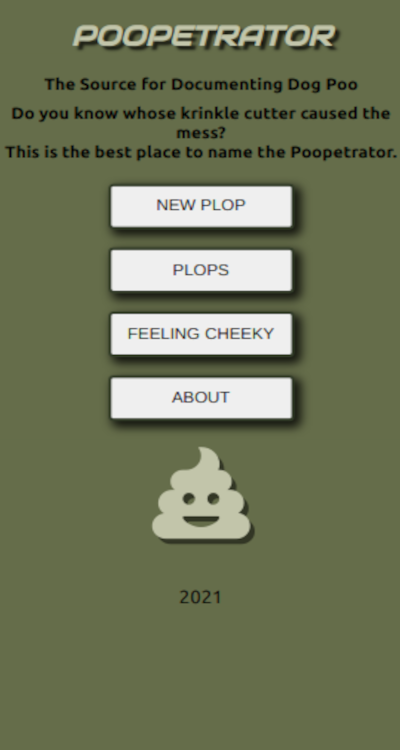 POOPETRATOR
The Source for Documenting Dog Poo
Do you know whose krinkle cutter caused the
mess?
This is the best place to name the Poopetrator.
NEW PLOP
PLOPS
FEELING CHEEKY
ABOUT
2021